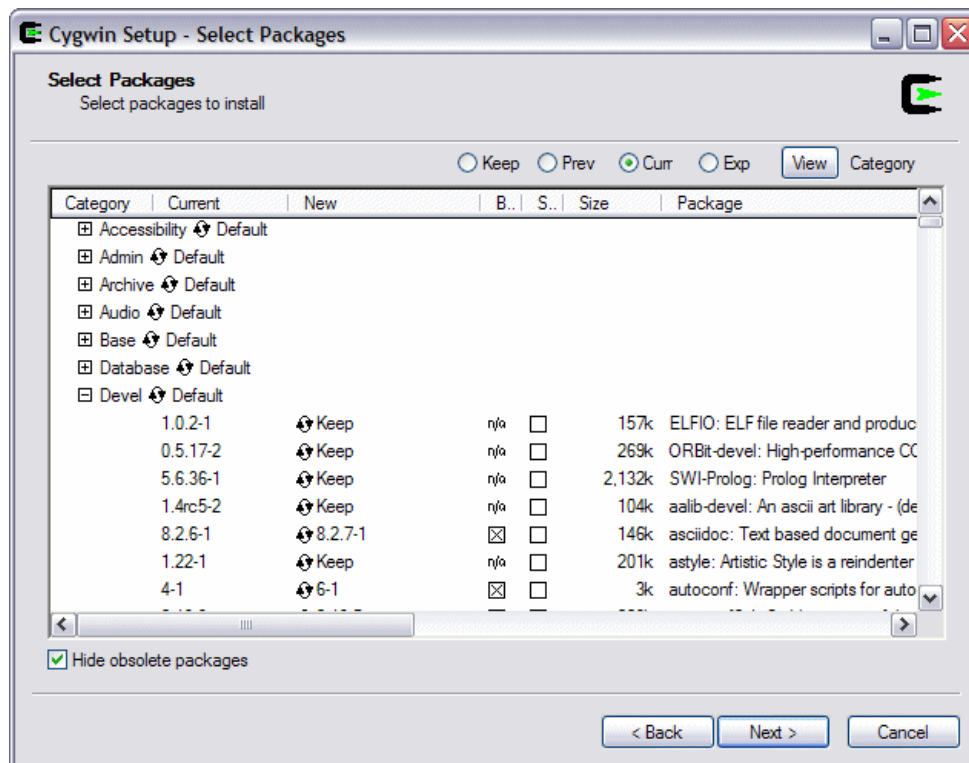 Cygwin Setup - Select Packages
Select Packages
Select packages to install
Keep Prev Curr Exp View Category
Category Current New B.. S.. Size Package
Accessibility Default
Admin Default
Archive Default
Audio Default
Base Default
Database Default
Devel Default
1.0.2-1 Keep n/a 157k ELFIO: ELF file reader and produc
0.5.17-2 Keep n/a 269k ORBit-devel: High-performance CO
5.6.36-1 Keep n/a 2,132k SWI-Prolog: Prolog Interpreter
1.4rc5-2 Keep n/a 104k aalib-devel: An ascii art library - (de
8.2.6-1 8.2.7-1 146k asciidoc: Text based document ge
1.22-1 Keep n/a 201k astyle: Artistic Style is a reindenter
4-1 6-1 3k autoconf: Wrapper scripts for auto
Hide obsolete packages
< Back Next > Cancel